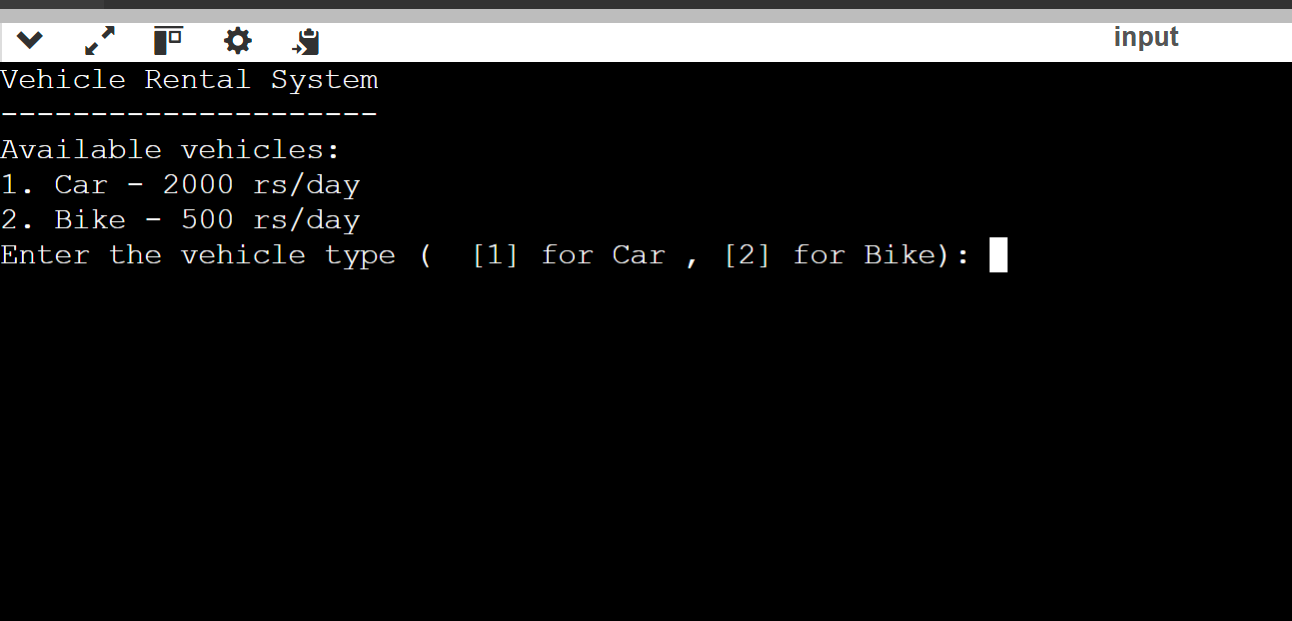 input
Vehicle Rental System
---------------------
Available vehicles:
1. Car - 2000 rs/day
2. Bike - 500 rs/day
Enter the vehicle type (  [1] for Car , [2] for Bike):